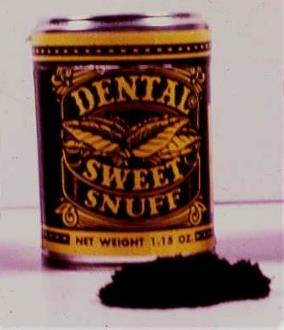 DENTAL
SWEET
SNUFF
NET WEIGHT 1.15 OZ.